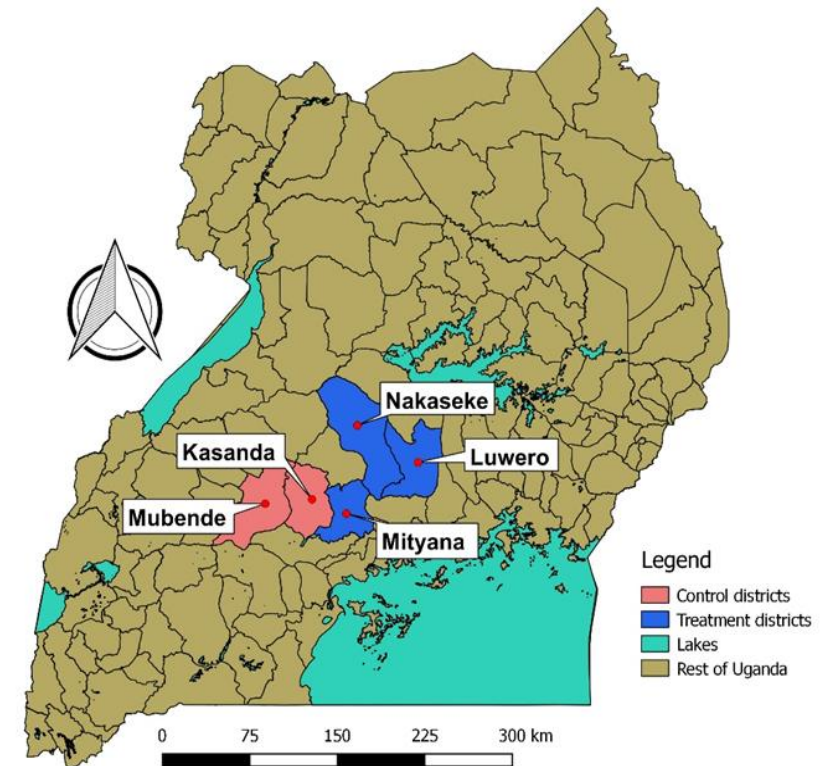 Nakaseke
Kasanda
Luwero
Mubende
Mityana
Legend
Control districts
Treatment districts
Lakes
Rest of Uganda
0 75 150 225 300 km